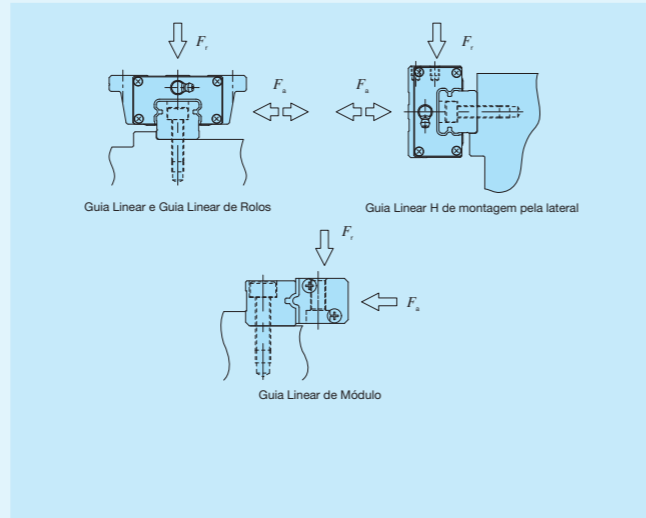 Fr Fr
Fa Fa
Guia Linear e Guia Linear de Rolos
Guia Linear H de montagem pela lateral
Fr
Fa
Guia Linear de Módulo